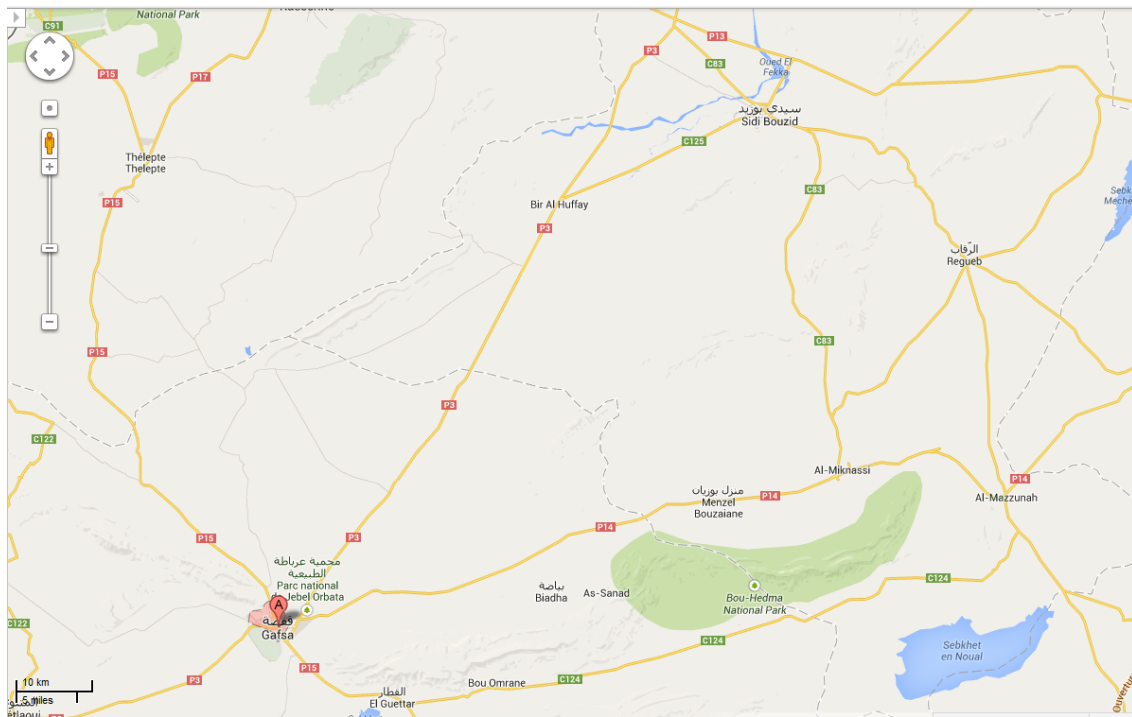 National Park
C91
P15
P17
P3
P13
C83
Oued El
Fekka
سيدي بوزيد
Sidi Bouzid
C125
Thélepte
Thelepte
P15
Bir Al Huffay
P3
C83
الرقاب
Regueb
P15
C83
P3
C122
Al-Miknassi
منزل بوزيان
Menzel
Bouzaiane
P14
P14
Al-Mazzunah
P14
P15
P3
محمية عرباطة
الطبيعية
Parc national
de Jebel Orbata
A
قفصة
Gafsa
بياضة
Biadha
As-Sanad
Bou-Hedma
National Park
C124
C124
C122
Sebkhet
en Noual
P15
P3
Bou Omrane
C124
القطار
El Guettar
10 km
5 miles